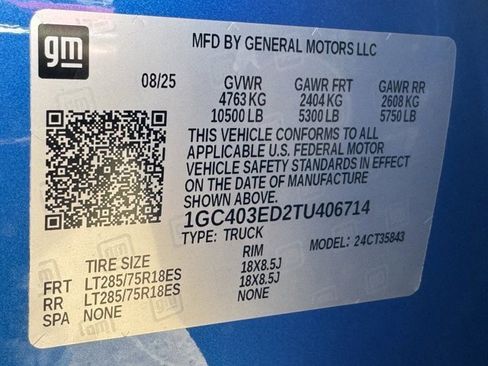 gm
MFD BY GENERAL MOTORS LLC
08/25 GVWR GAWR FRT GAWR RR
4763 KG 2404 KG 2608 KG
10500 LB 5300 LB 5750 LB
THIS VEHICLE CONFORMS TO ALL
APPLICABLE U.S. FEDERAL MOTOR
VEHICLE SAFETY STANDARDS IN EFFECT
ON THE DATE OF MANUFACTURE
SHOWN ABOVE.
1GC403ED2TU406714
TYPE: TRUCK MODEL: 24CT35843
TIRE SIZE RIM
FRT LT285/75R18ES 18X8.5J
RR LT285/75R18ES 18X8.5J
SPA NONE NONE